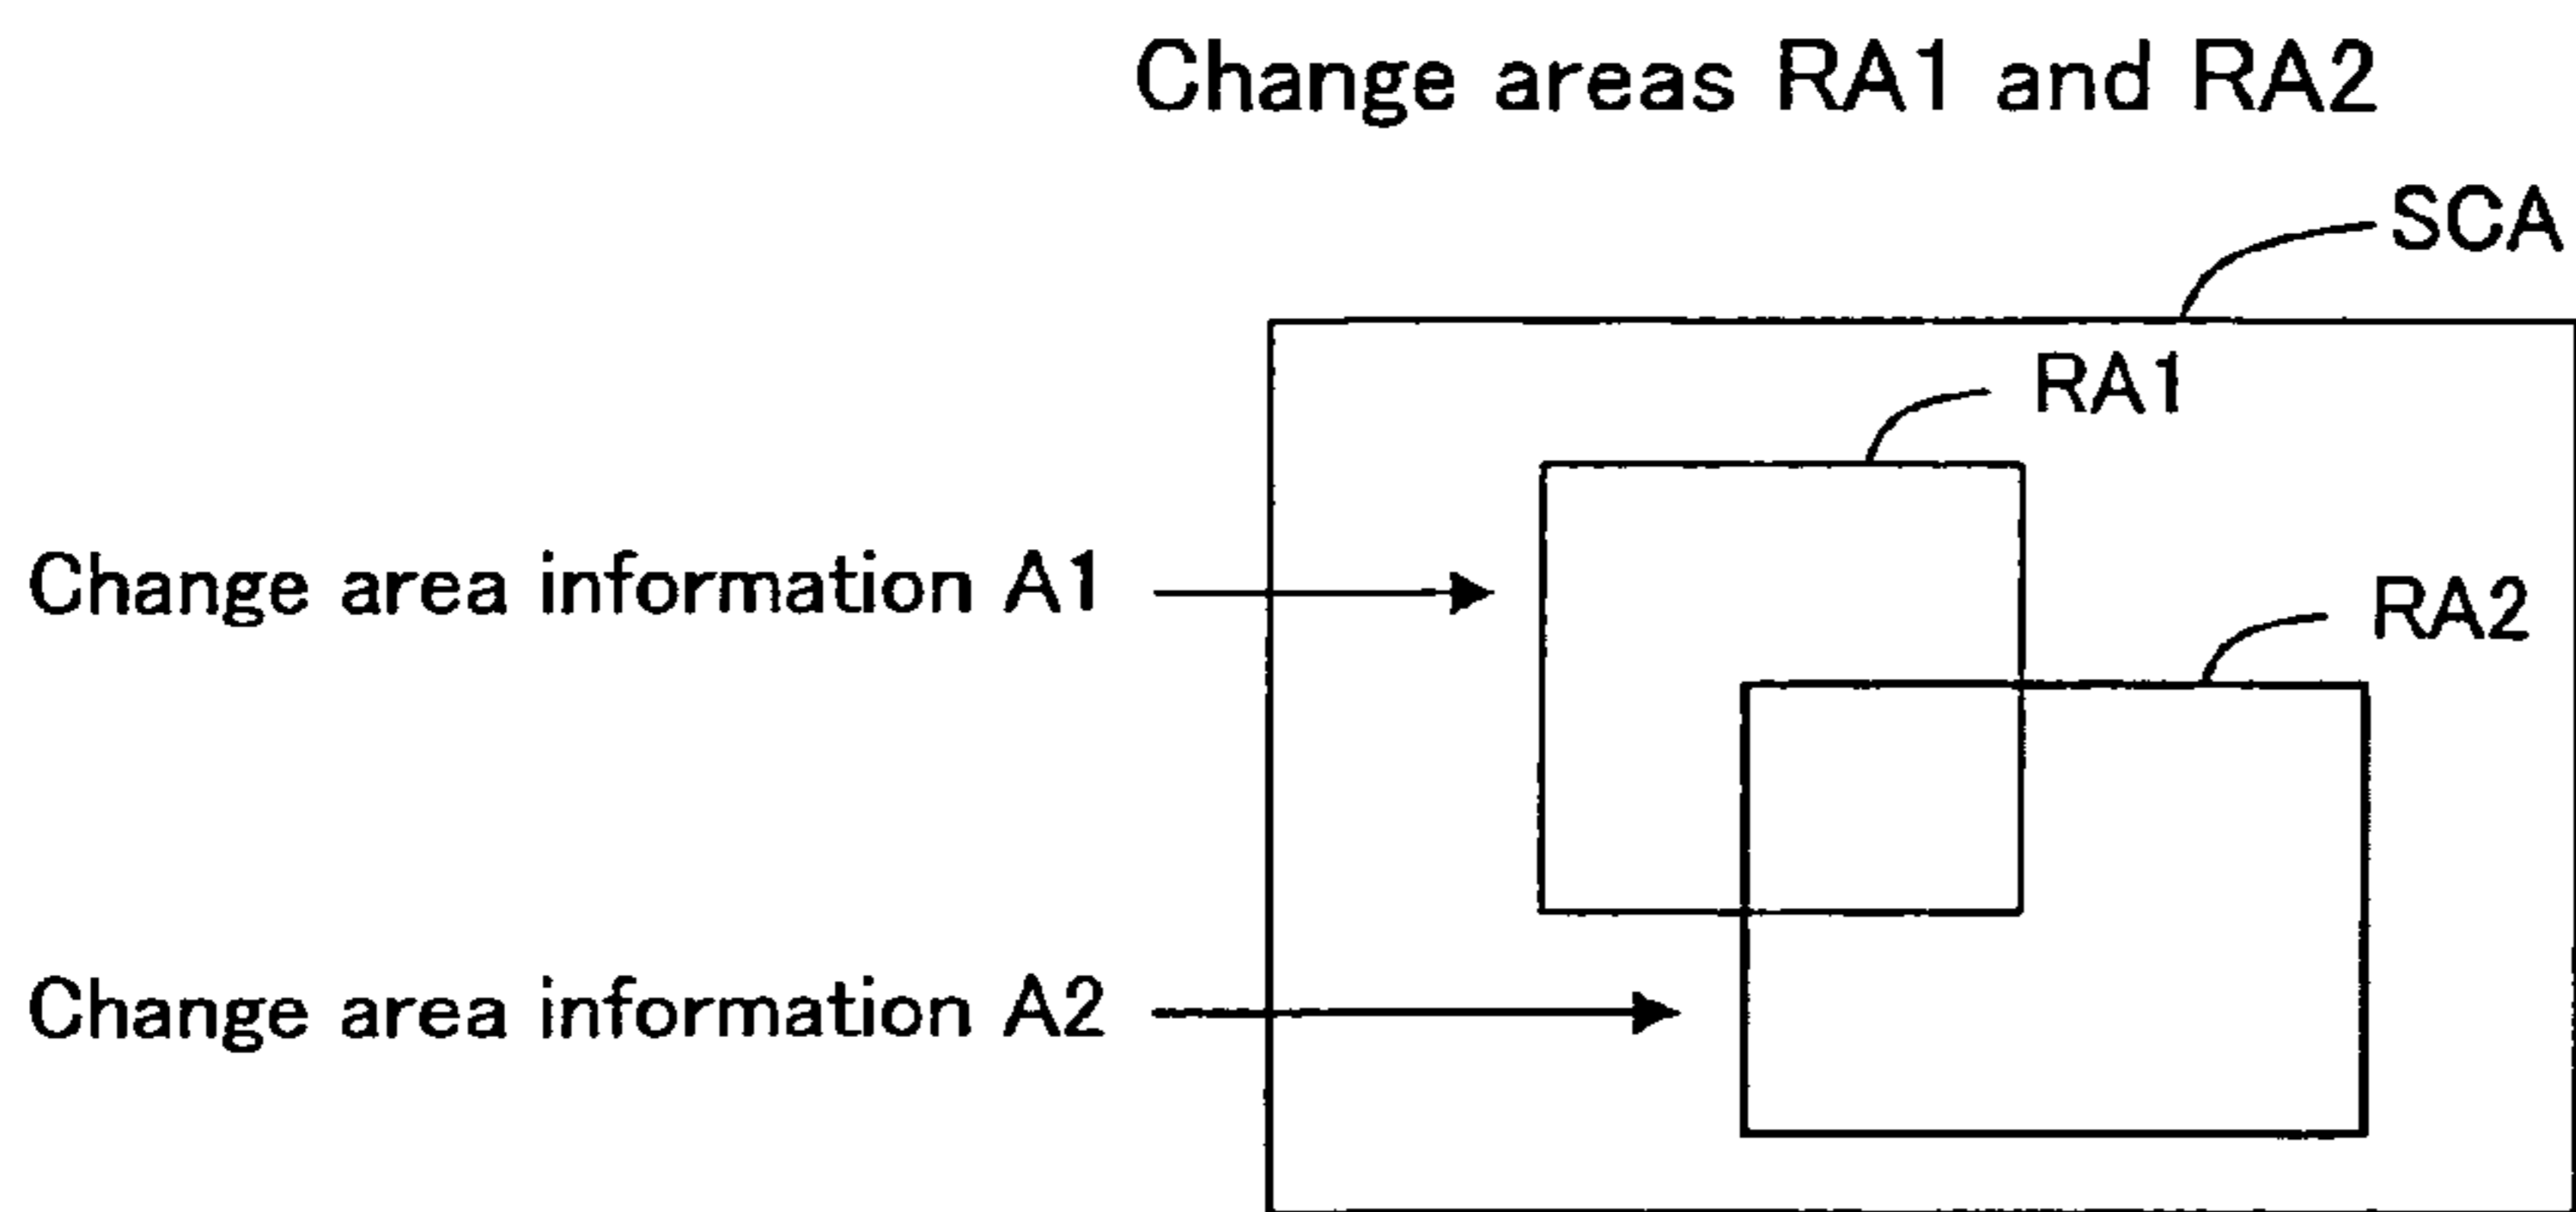 Change areas RA1 and RA2
SCA
RA1
Change area information A1
RA2
Change area information A2